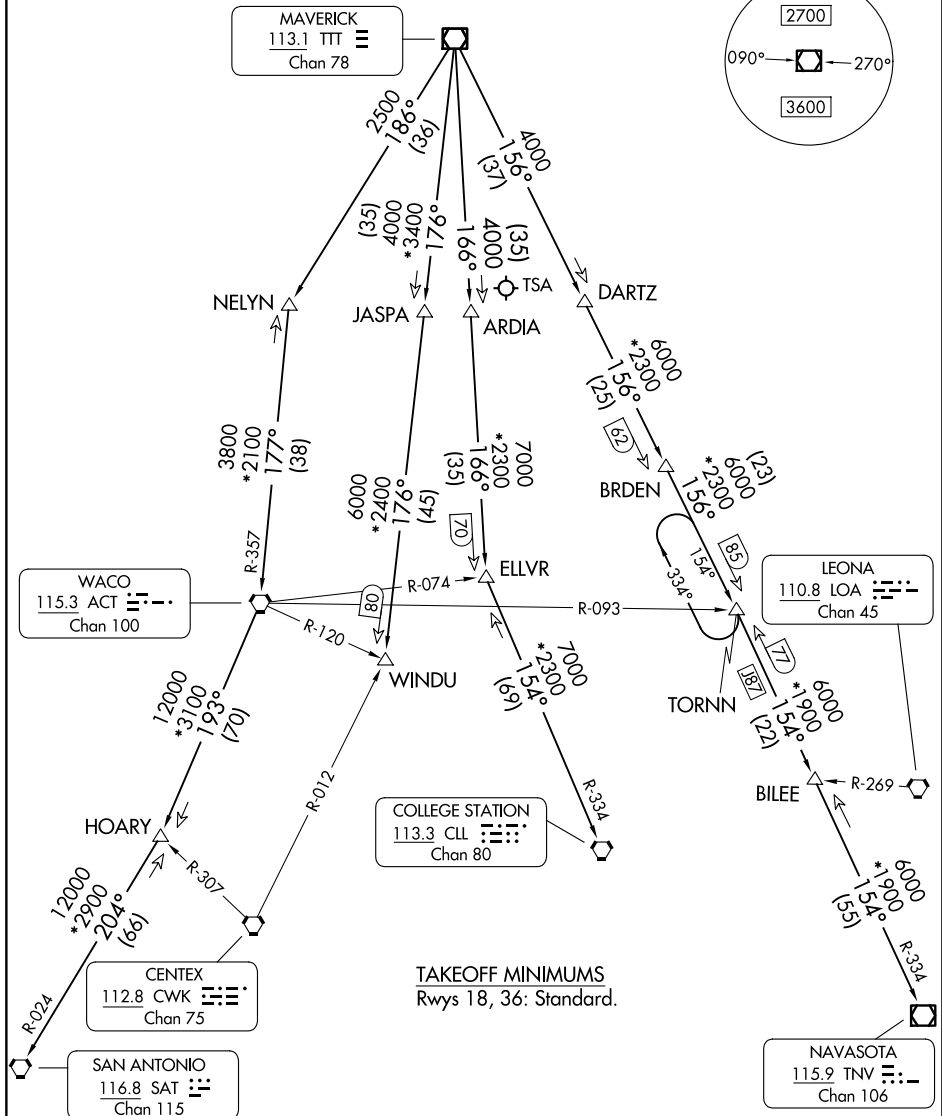 MAVERICK
113.1 TTT
Chan 78
2700
090°
270°
3600
2500
186°
(36)
(35)
4000
*3400
176°
(35)
4000
166°
4000
156°
(37)
TSA
NELYN
JASPA
ARDIA
DARTZ
3800
*2100
177°
(38)
6000
*2400
176°
(45)
7000
*2300
166°
(35)
6000
*2300
156°
(25)
62
BRDEN
(23)
6000
*2300
156°
70
85
154°
334°
R-357
WACO
115.3 ACT
Chan 100
R-074
ELLVR
80
R-093
R-120
WINDU
LEONA
110.8 LOA
Chan 45
TORNN
77
J87
6000
*1900
154°
(22)
7000
*2300
154°
(69)
12000
*3100
193°
(70)
R-012
R-334
BILEE
R-269
COLLEGE STATION
113.3 CLL
Chan 80
HOARY
R-307
12000
*2900
204°
(66)
6000
*1900
154°
(55)
R-334
CENTEX
112.8 CWK
Chan 75
TAKEOFF MINIMUMS
Rwys 18, 36: Standard.
R-024
SAN ANTONIO
116.8 SAT
Chan 115
NAVASOTA
115.9 TNV
Chan 106